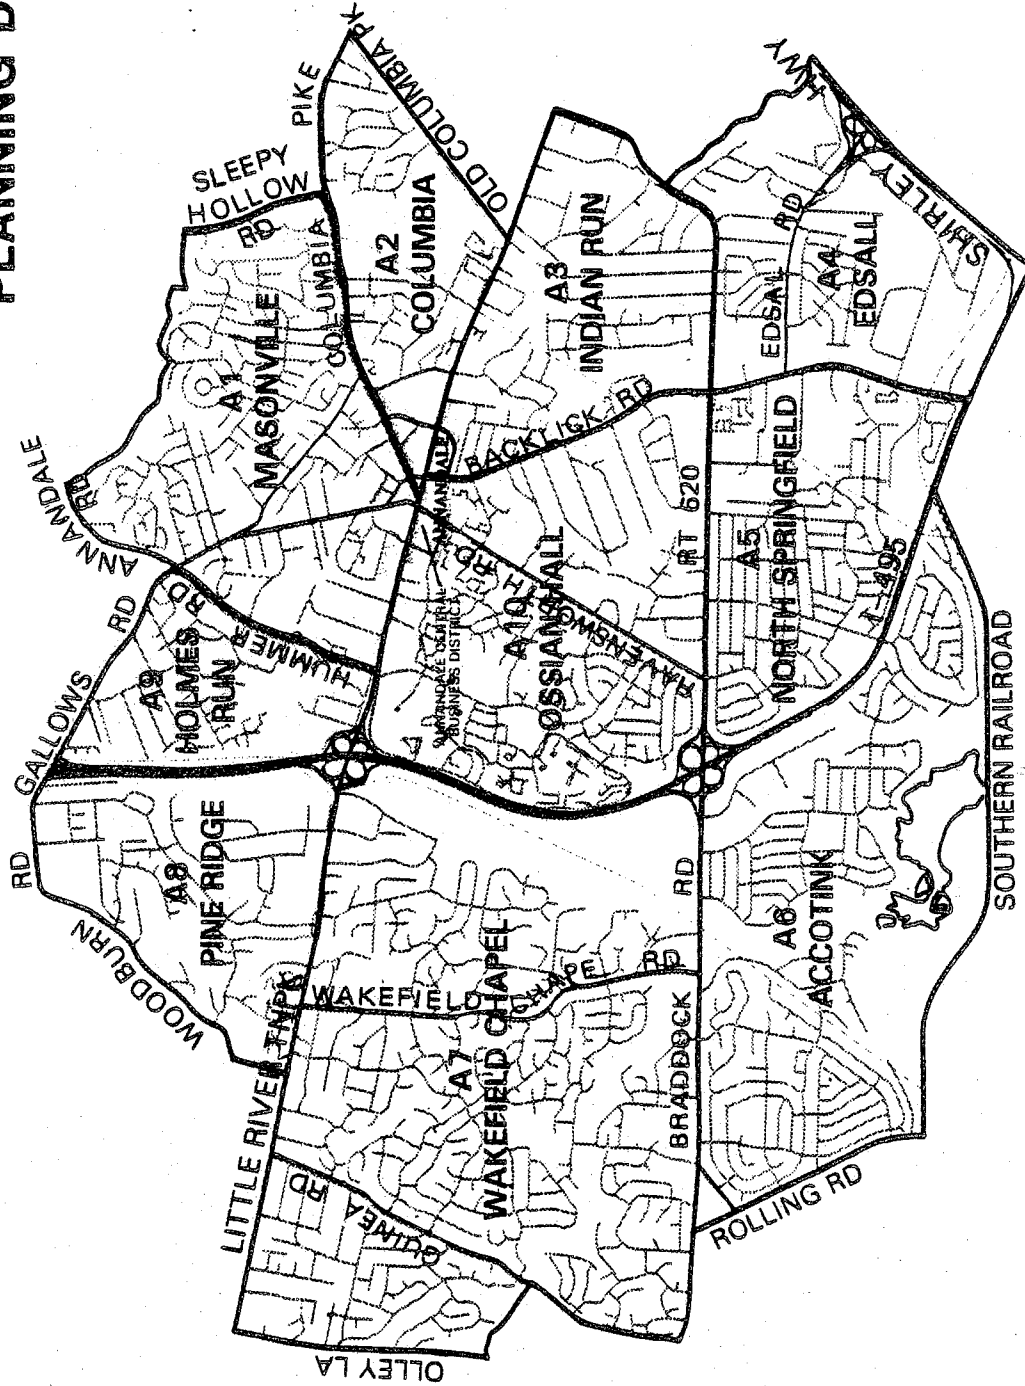 PLANNING D
ANNANDALE
RD
ANNANDALE
RD
GALLOWS
RD
RD
WOODBURN
SLEEPY
HOLLOW
RD
PIKE
COLUMBIA
OLD COLUMBIA PK
A1
MASONVILLE
A2
COLUMBIA
A3
INDIAN RUN
A4
EDSALL
EDSALL
RD
SHIRLEY
HWY
A5
NORTH SPRINGFIELD
I-495
RT 620
BACKLICK RD
A10
OSSIAN HALL
RAVENSWORTH RD
ANNANDALE CENTRAL
BUSINESS DISTRICT
A9
HOLMES
RUN
HUMMER
RD
A8
PINE RIDGE
LITTLE RIVER TNPK
WAKEFIELD CHAPEL RD
A7
WAKEFIELD CHAPEL
GUINEA
RD
OLLEY LA
BRADDOCK
RD
A6
ACCOTINK
ROLLING RD
SOUTHERN RAILROAD